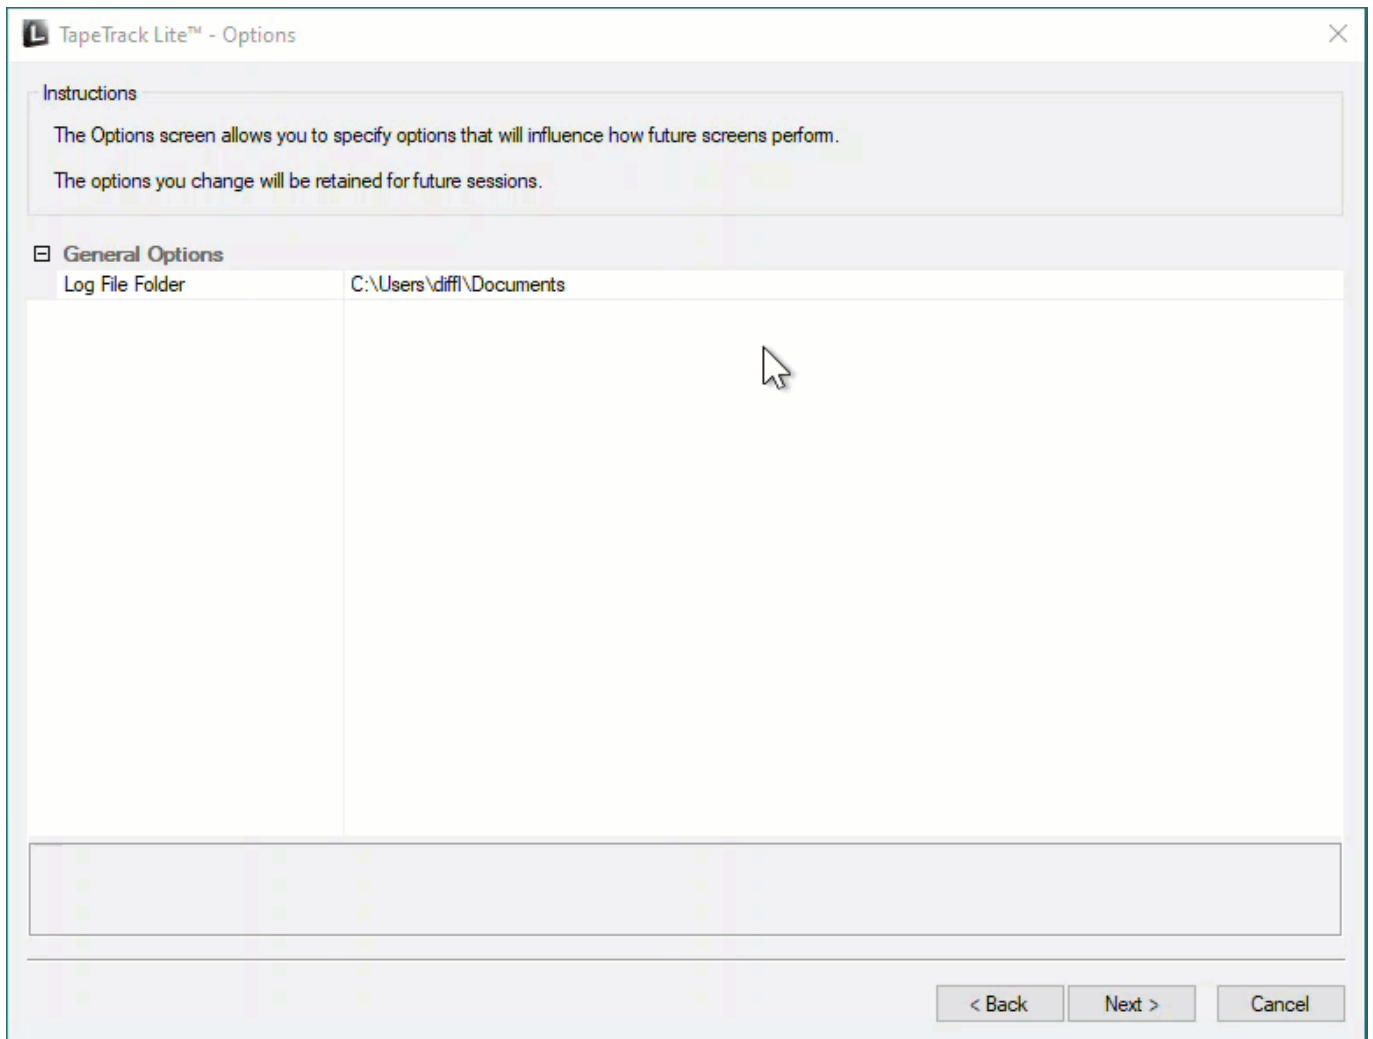 TapeTrack Lite™ - Options
Instructions
The Options screen allows you to specify options that will influence how future screens perform.
The options you change will be retained for future sessions.
General Options
Log File Folder C:\Users\diffl\Documents
< Back Next > Cancel